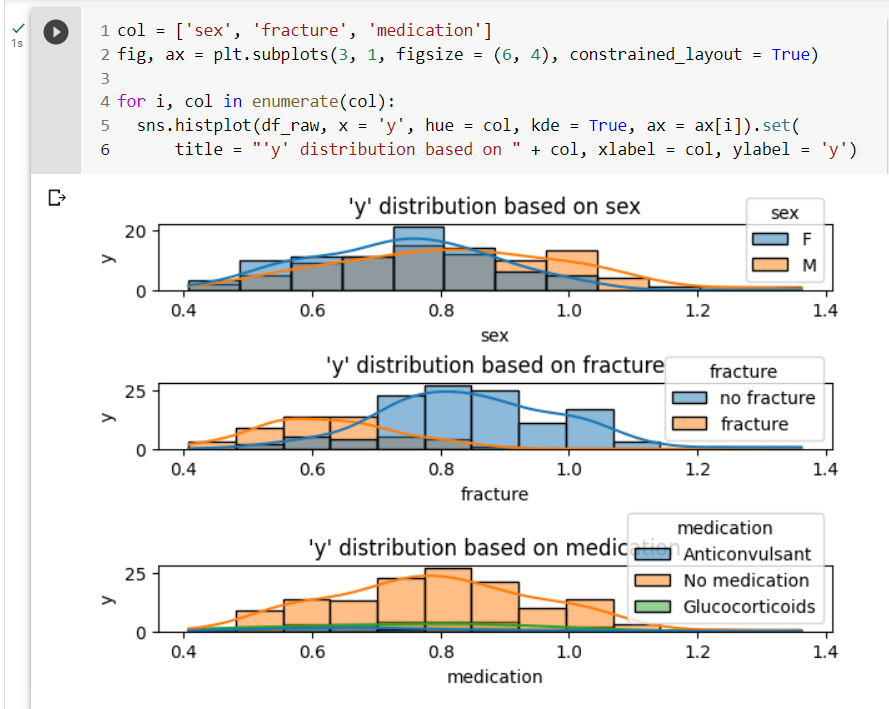 1s
1 col = ['sex', 'fracture', 'medication']
2 fig, ax = plt.subplots(3, 1, figsize = (6, 4), constrained_layout = True)
3
4 for i, col in enumerate(col):
5   sns.histplot(df_raw, x = 'y', hue = col, kde = True, ax = ax[i]).set(
6       title = "'y' distribution based on " + col, xlabel = col, ylabel = 'y')
'y' distribution based on sex
sex
F
M
20
0
y
0.4 0.6 0.8 1.0 1.2 1.4
sex
'y' distribution based on fracture
fracture
no fracture
fracture
25
0
y
0.4 0.6 0.8 1.0 1.2 1.4
fracture
'y' distribution based on medication
medication
Anticonvulsant
No medication
Glucocorticoids
25
0
y
0.4 0.6 0.8 1.0 1.2 1.4
medication